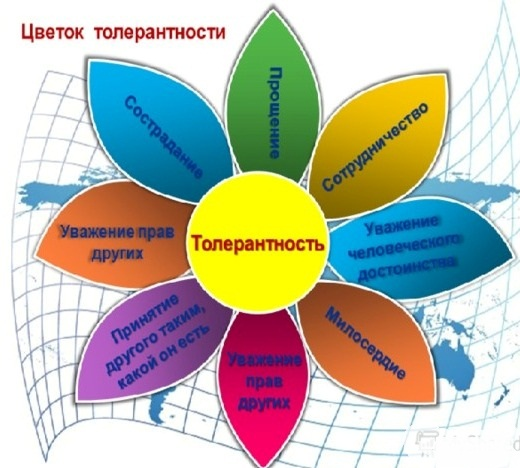 Цветок толерантности
Прощение
Сострадание
Сотрудничество
Уважение прав
других
Толерантность
Уважение
человеческого
достоинства
Принятие
другого таким,
какой он есть
Уважение
прав
других
Милосердие